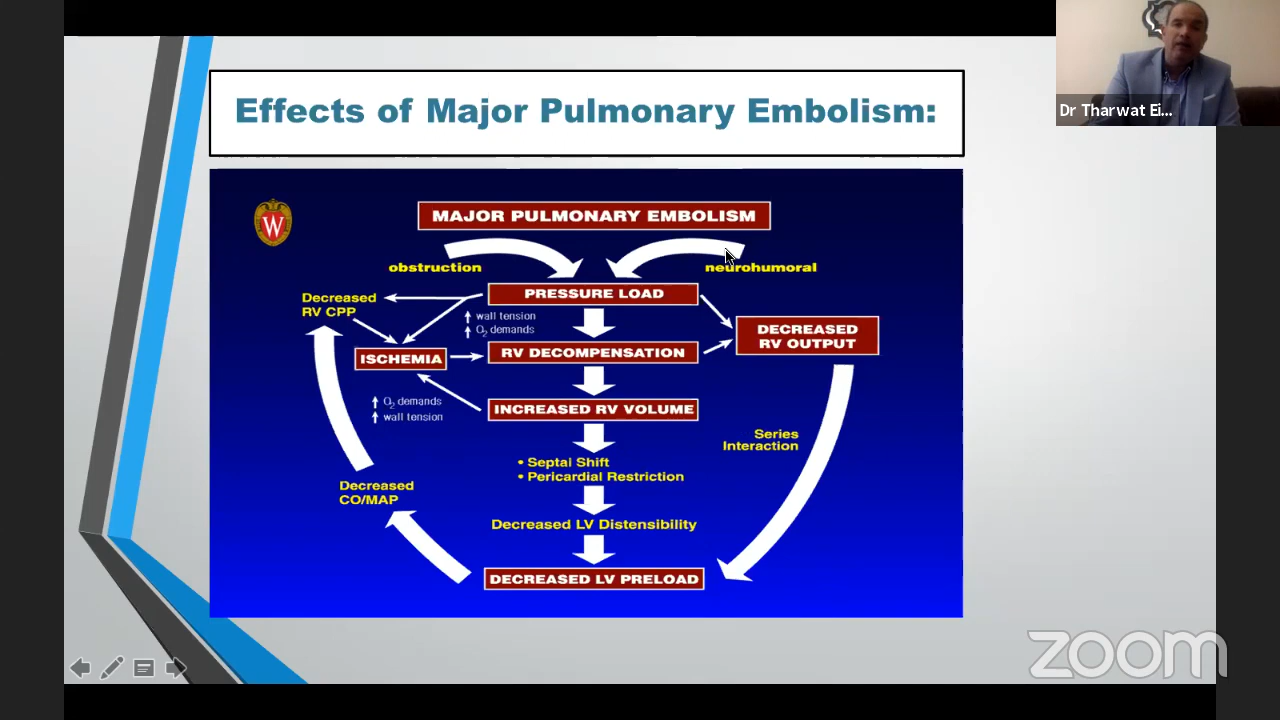 Effects of Major Pulmonary Embolism:
Dr Tharwat Ei...
W
MAJOR PULMONARY EMBOLISM
obstruction
neurohumoral
PRESSURE LOAD
Decreased
RV CPP
↑ wall tension
↑ O2 demands
DECREASED
RV OUTPUT
ISCHEMIA
RV DECOMPENSATION
↑ O2 demands
↑ wall tension
INCREASED RV VOLUME
Series
Interaction
• Septal Shift
• Pericardial Restriction
Decreased
CO/MAP
Decreased LV Distensibility
DECREASED LV PRELOAD
zoom